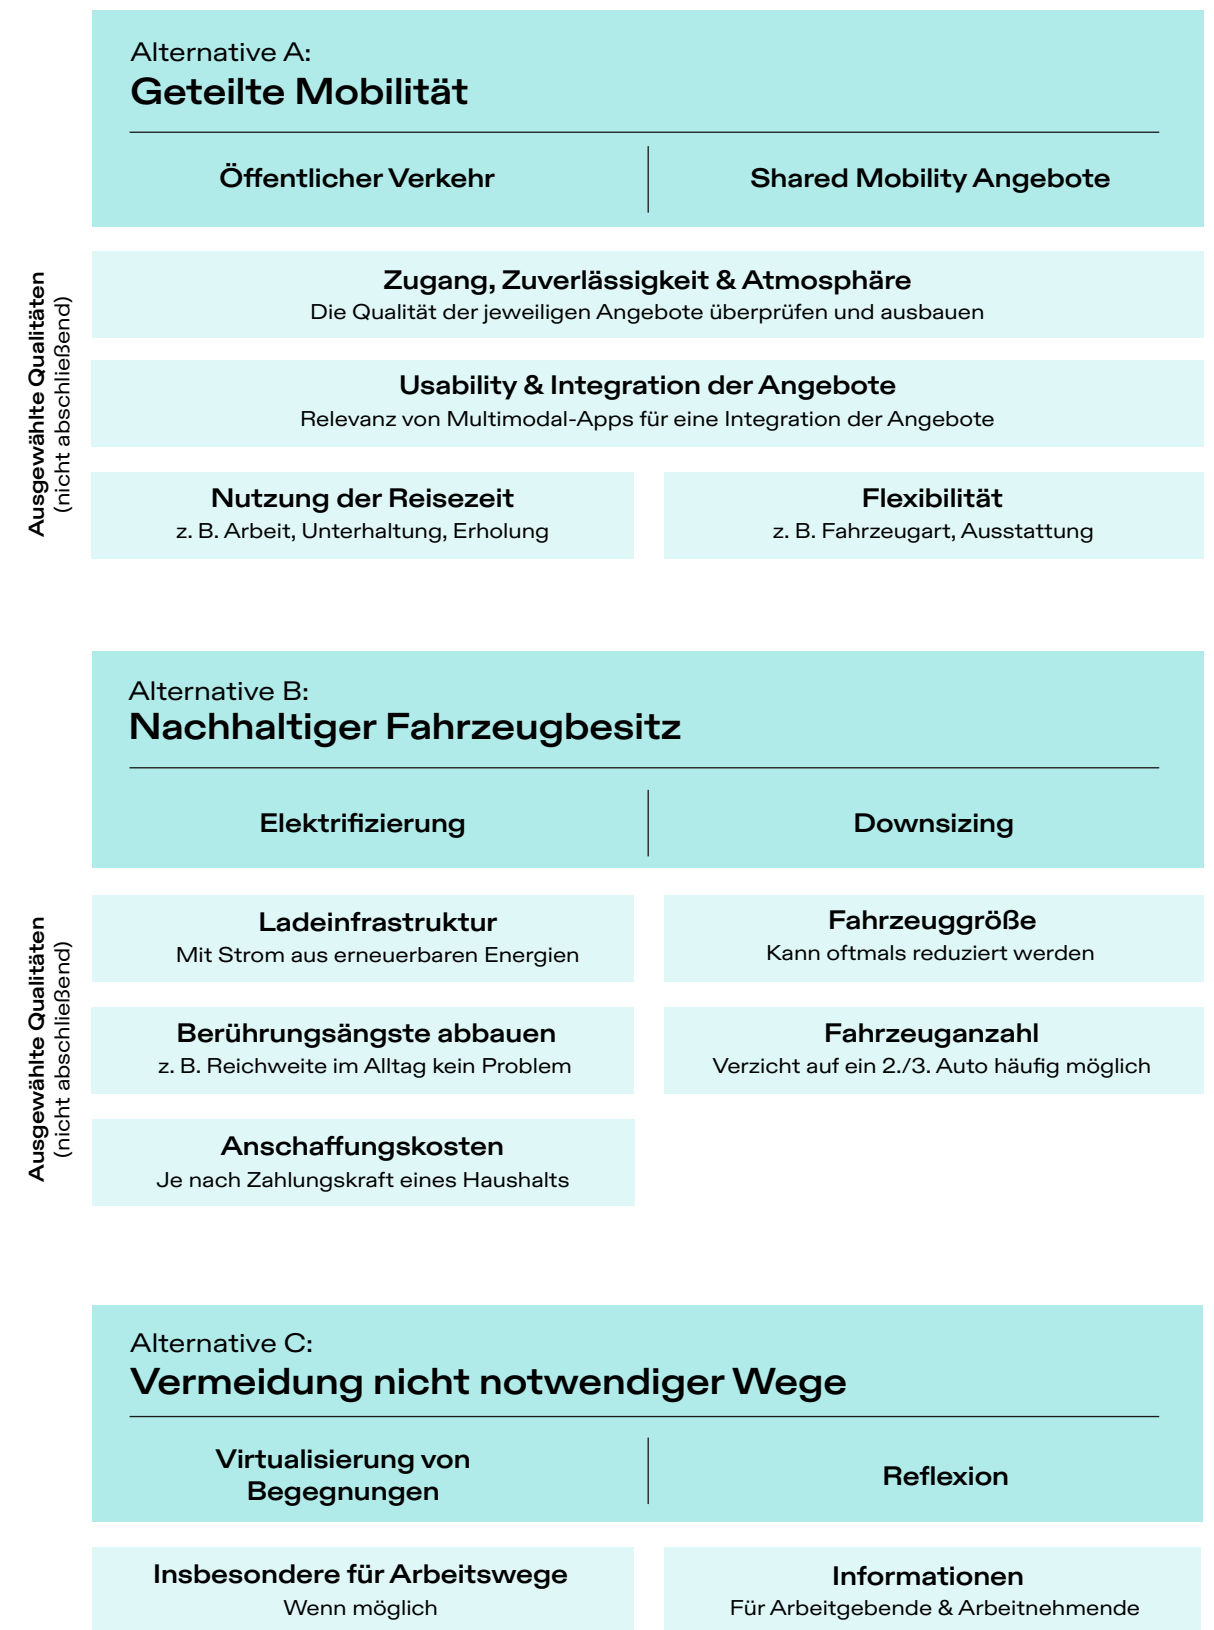 Alternative A:
Geteilte Mobilität
Öffentlicher Verkehr
Shared Mobility Angebote
Ausgewählte Qualitäten
(nicht abschließend)
Zugang, Zuverlässigkeit & Atmosphäre
Die Qualität der jeweiligen Angebote überprüfen und ausbauen
Usability & Integration der Angebote
Relevanz von Multimodal-Apps für eine Integration der Angebote
Nutzung der Reisezeit
z. B. Arbeit, Unterhaltung, Erholung
Flexibilität
z. B. Fahrzeugart, Ausstattung
Alternative B:
Nachhaltiger Fahrzeugbesitz
Elektrifizierung
Downsizing
Ausgewählte Qualitäten
(nicht abschließend)
Ladeinfrastruktur
Mit Strom aus erneuerbaren Energien
Fahrzeuggröße
Kann oftmals reduziert werden
Berührungsängste abbauen
z. B. Reichweite im Alltag kein Problem
Fahrzeuganzahl
Verzicht auf ein 2./3. Auto häufig möglich
Anschaffungskosten
Je nach Zahlungskraft eines Haushalts
Alternative C:
Vermeidung nicht notwendiger Wege
Virtualisierung von
Begegnungen
Reflexion
Insbesondere für Arbeitswege
Wenn möglich
Informationen
Für Arbeitgebende & Arbeitnehmende